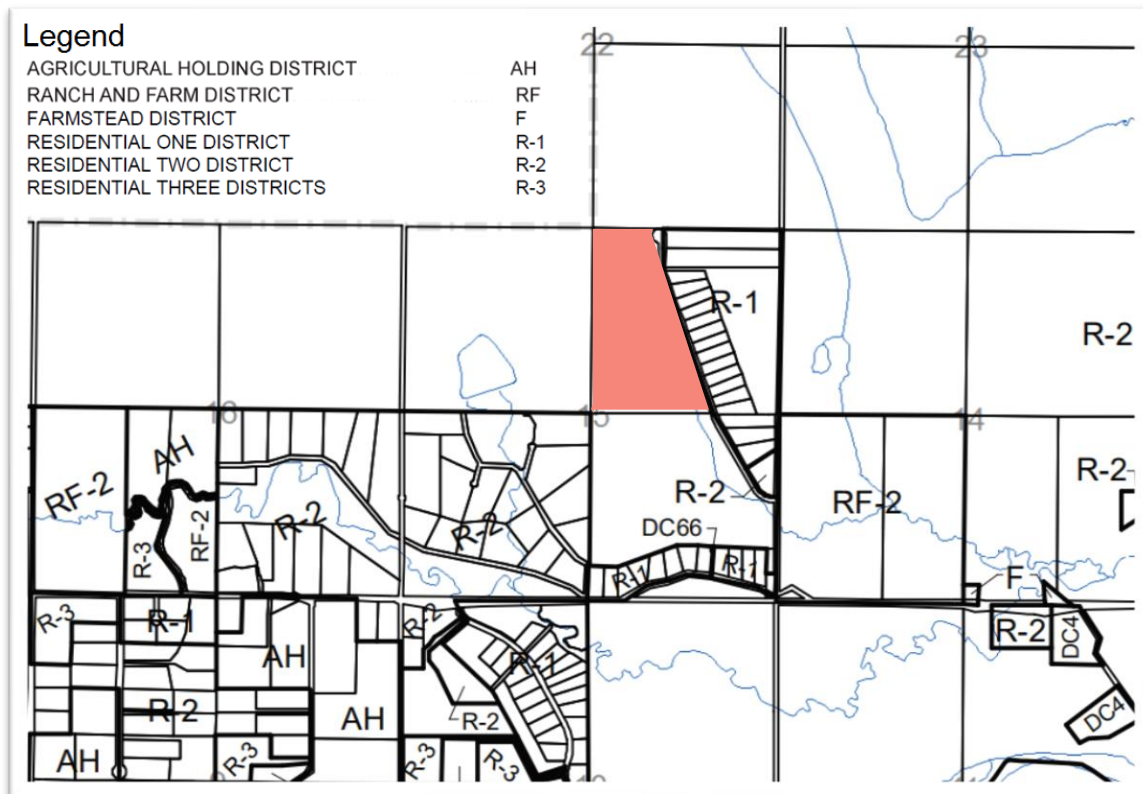 Legend
AGRICULTURAL HOLDING DISTRICT AH
RANCH AND FARM DISTRICT RF
FARMSTEAD DISTRICT F
RESIDENTIAL ONE DISTRICT R-1
RESIDENTIAL TWO DISTRICT R-2
RESIDENTIAL THREE DISTRICTS R-3
22
23
R-1
R-2
16
15
14
RF-2
AH
R-3
RF-2
R-2
R-2
R-2
DC66
R-1
R-1
RF-2
R-2
F
R-3
R-1
AH
R-2
R-1
R-2
DC4
R-2
AH
R-2
DC4
AH
R-3
R-3
R-3